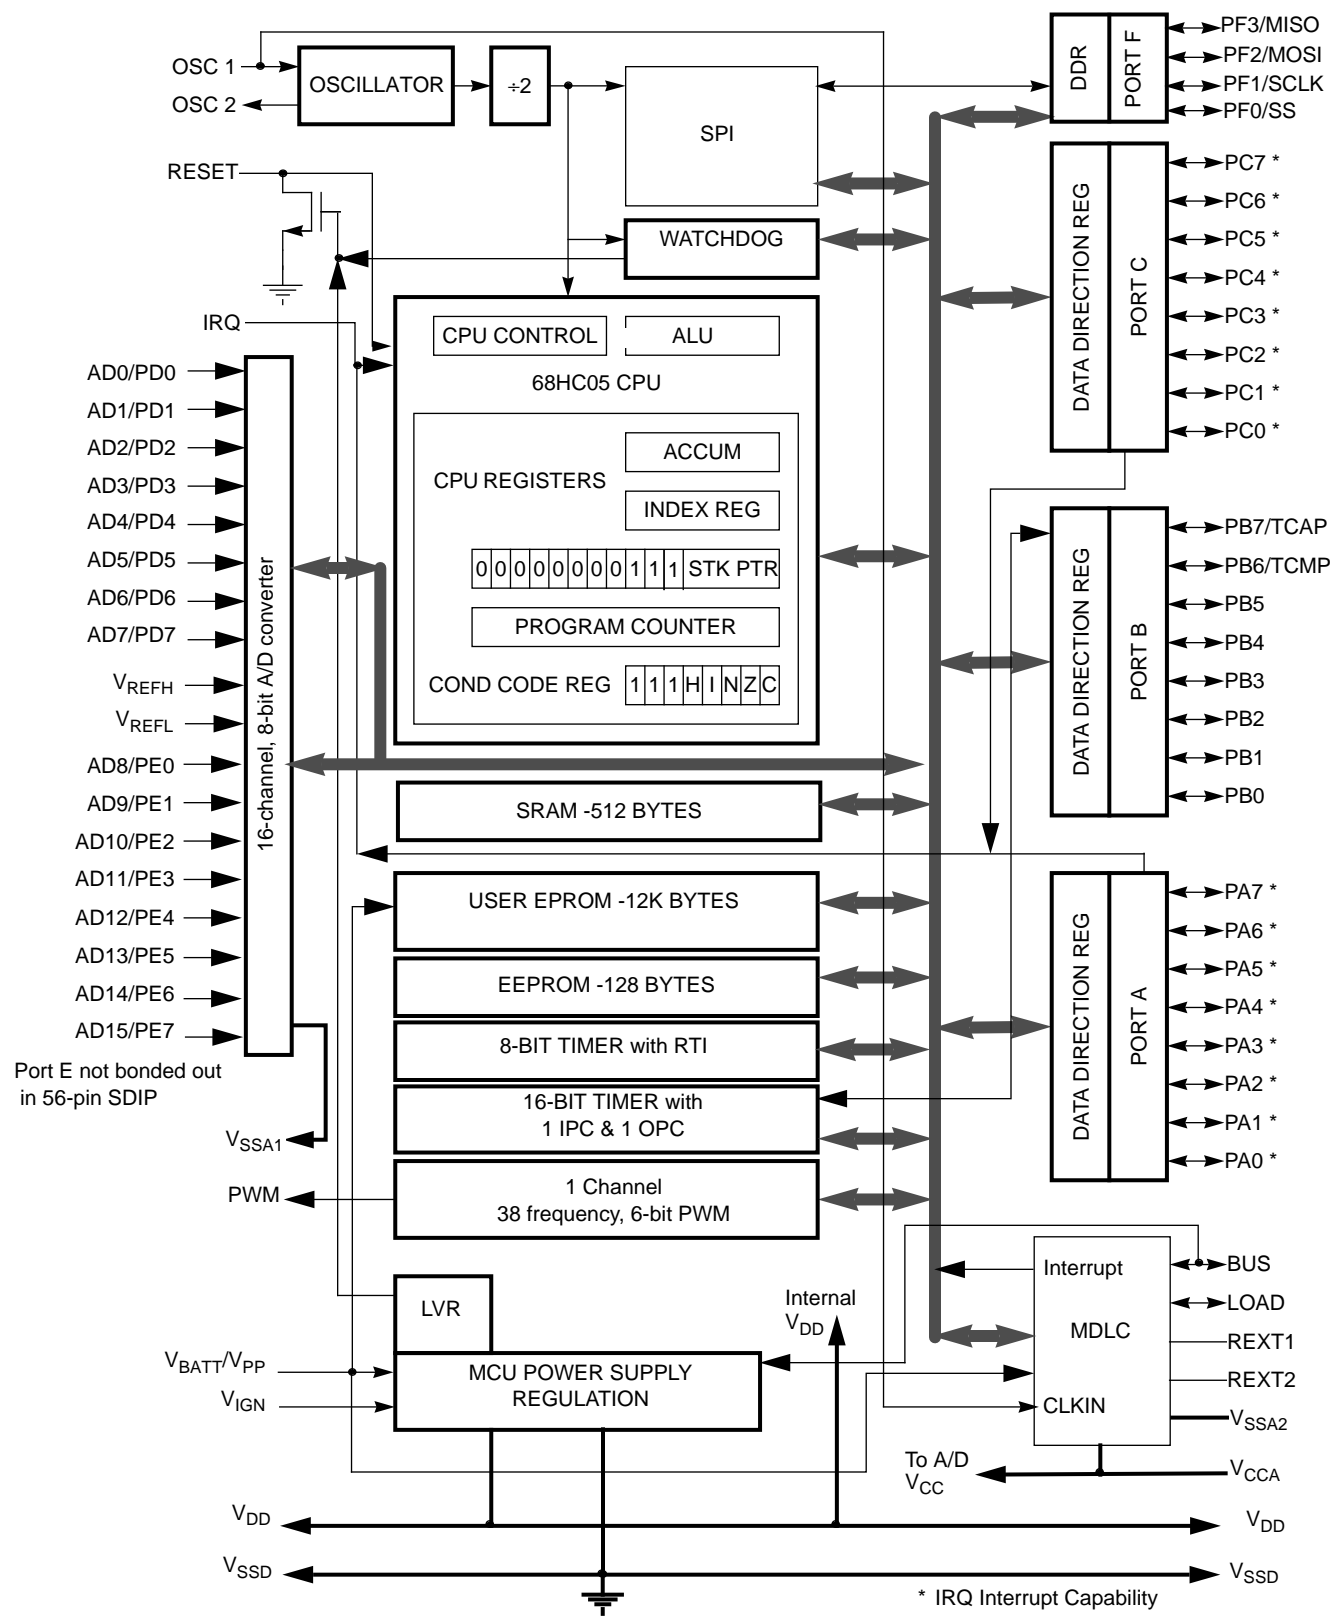 OSC 1
OSC 2
OSCILLATOR
÷2
SPI
DDR
PORT F
PF3/MISO
PF2/MOSI
PF1/SCLK
PF0/SS
RESET
WATCHDOG
DATA DIRECTION REG
PORT C
PC7 *
PC6 *
PC5 *
PC4 *
PC3 *
PC2 *
PC1 *
PC0 *
IRQ
CPU CONTROL
ALU
68HC05 CPU
CPU REGISTERS
ACCUM
INDEX REG
0 0 0 0 0 0 0 0 1 1 1 STK PTR
PROGRAM COUNTER
COND CODE REG
1 1 1 H I N Z C
AD0/PD0
AD1/PD1
AD2/PD2
AD3/PD3
AD4/PD4
AD5/PD5
AD6/PD6
AD7/PD7
VREFH
VREFL
AD8/PE0
AD9/PE1
AD10/PE2
AD11/PE3
AD12/PE4
AD13/PE5
AD14/PE6
AD15/PE7
16-channel, 8-bit A/D converter
Port E not bonded out
in 56-pin SDIP
VSSA1
DATA DIRECTION REG
PORT B
PB7/TCAP
PB6/TCMP
PB5
PB4
PB3
PB2
PB1
PB0
SRAM -512 BYTES
USER EPROM -12K BYTES
EEPROM -128 BYTES
8-BIT TIMER with RTI
16-BIT TIMER with
1 IPC & 1 OPC
PWM
1 Channel
38 frequency, 6-bit PWM
DATA DIRECTION REG
PORT A
PA7 *
PA6 *
PA5 *
PA4 *
PA3 *
PA2 *
PA1 *
PA0 *
LVR
Internal
VDD
VBATT/VPP
VIGN
MCU POWER SUPPLY
REGULATION
Interrupt
MDLC
CLKIN
BUS
LOAD
REXT1
REXT2
VSSA2
To A/D
VCC
VCCA
VDD
VDD
VSSD
VSSD
* IRQ Interrupt Capability